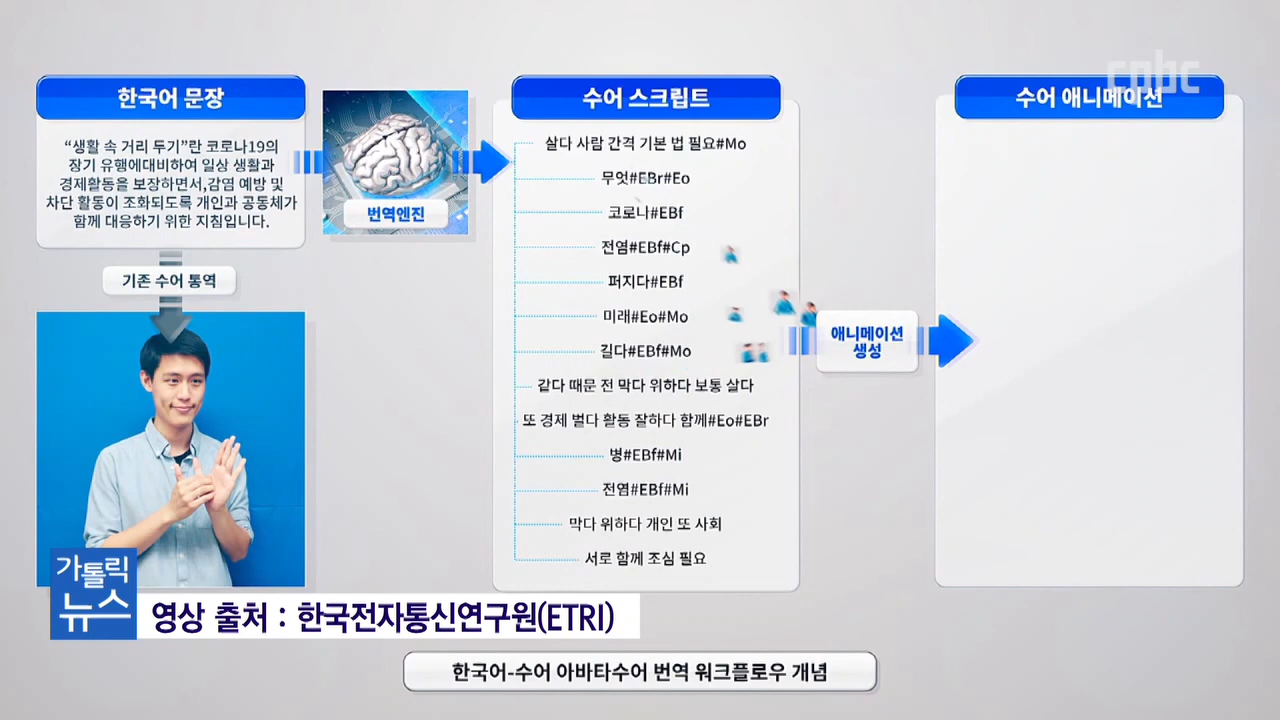 cpbc
한국어 문장
"생활 속 거리 두기"란 코로나19의
장기 유행에대비하여 일상 생활과
경제활동을 보장하면서,감염 예방 및
차단 활동이 조화되도록 개인과 공동체가
함께 대응하기 위한 지침입니다.
번역엔진
기존 수어 통역
수어 스크립트
살다 사람 간격 기본 법 필요#Mo
무엇#EBr#Eo
코로나#EBf
전염#EBf#Cp
퍼지다#EBf
미래#Eo#Mo
길다#EBf#Mo
같다 때문 전 막다 위하다 보통 살다
또 경제 벌다 활동 잘하다 함께#Eo#EBr
병#EBf#Mi
전염#EBf#Mi
막다 위하다 개인 또 사회
서로 함께 조심 필요
애니메이션
생성
수어 애니메이션
가톨릭
뉴스
영상 출처 : 한국전자통신연구원(ETRI)
한국어-수어 아바타수어 번역 워크플로우 개념